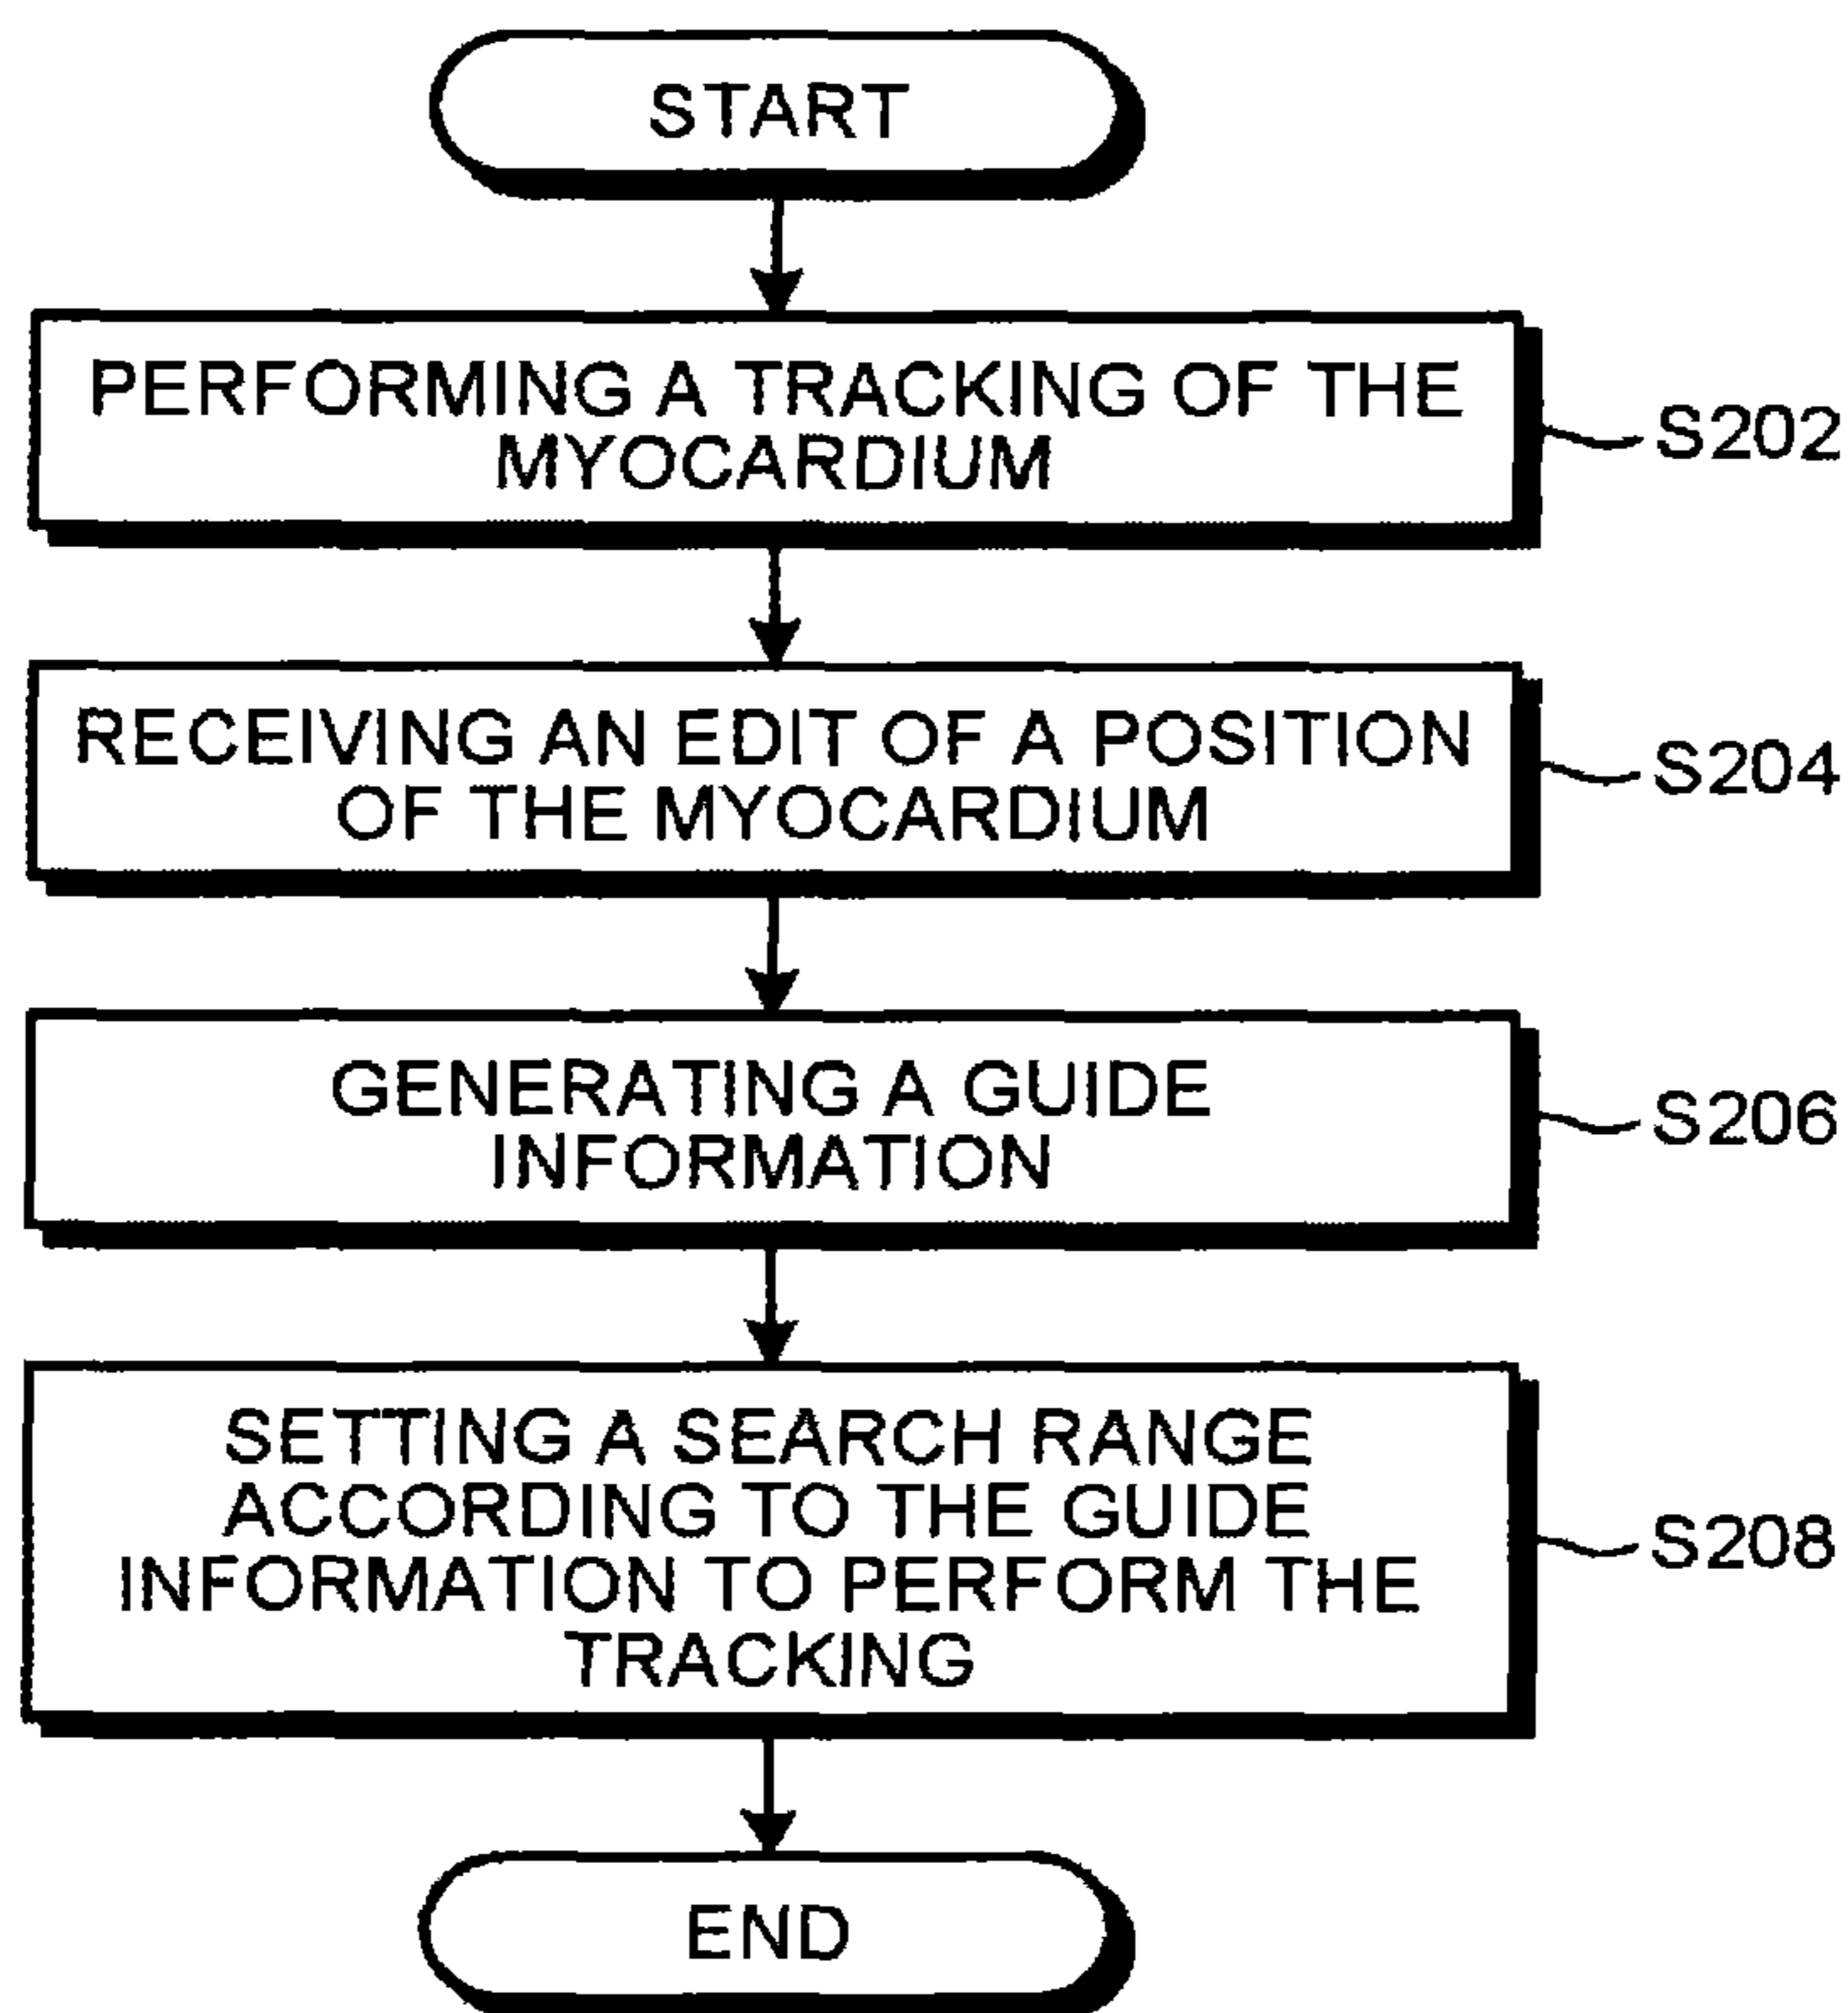 START
PERFORMING A TRACKING OF THE
MYOCARDIUM
S202
RECEIVING AN EDIT OF A POSITION
OF THE MYOCARDIUM
S204
GENERATING A GUIDE
INFORMATION
S206
SETTING A SEARCH RANGE
ACCORDING TO THE GUIDE
INFORMATION TO PERFORM THE
TRACKING
S208
END